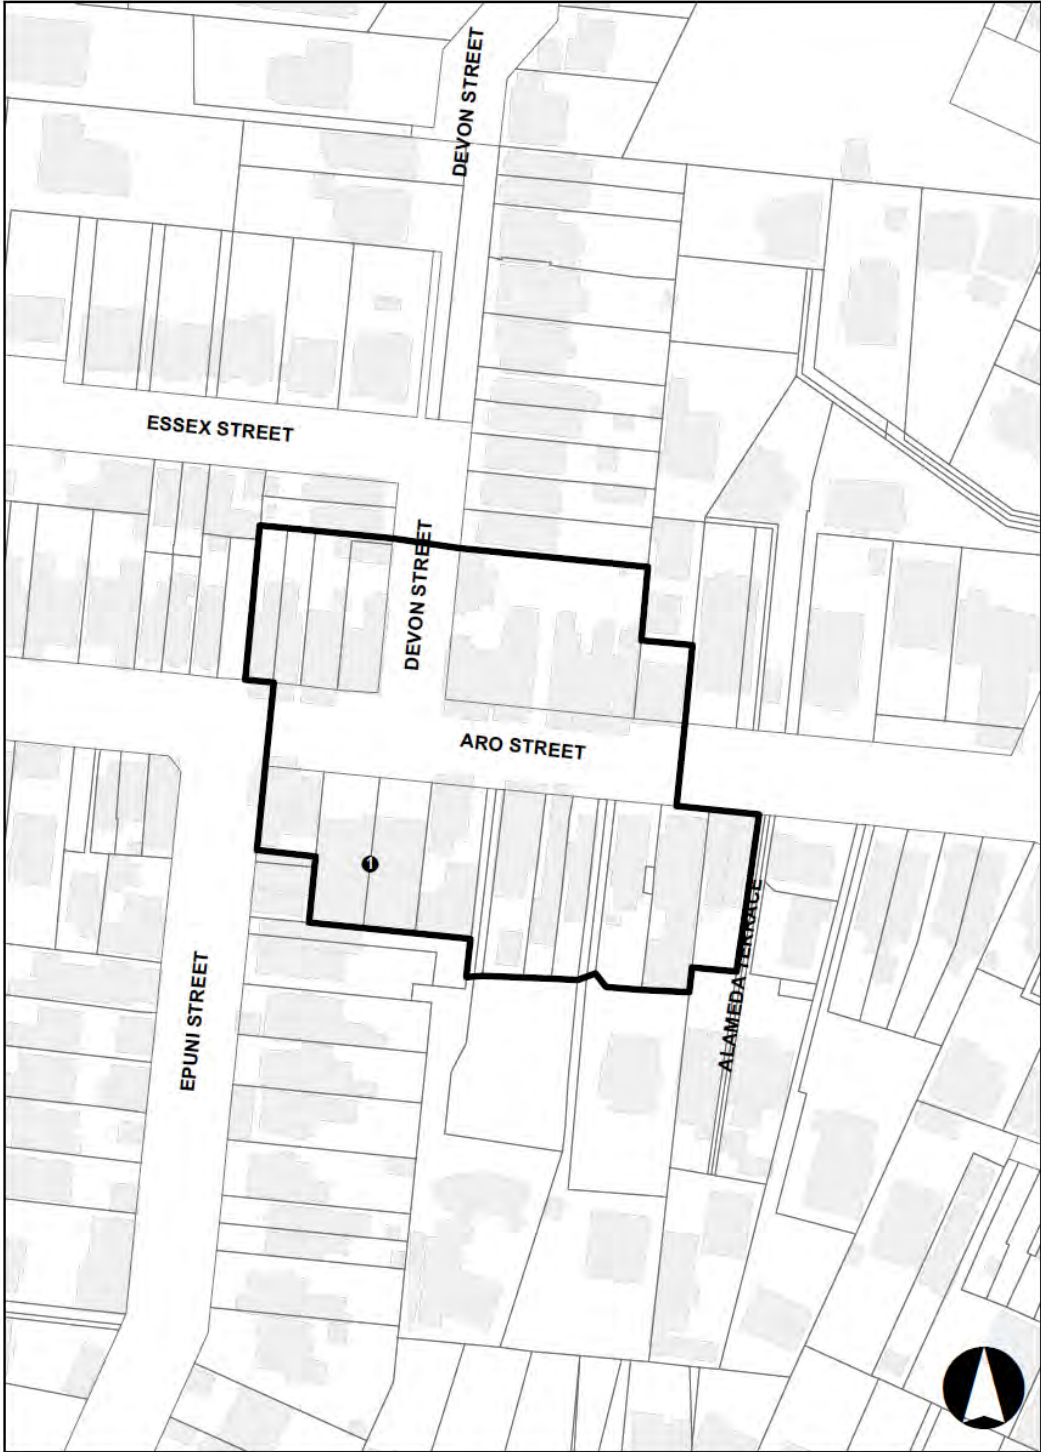 DEVON STREET
ESSEX STREET
DEVON STREET
ARO STREET
1
ALAMEDA TERRACE
EPUNI STREET